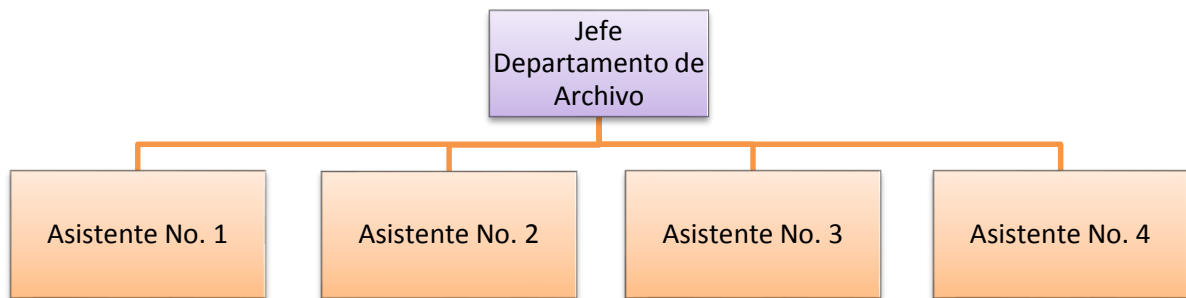 Jefe
Departamento de
Archivo
Asistente No. 1
Asistente No. 2
Asistente No. 3
Asistente No. 4